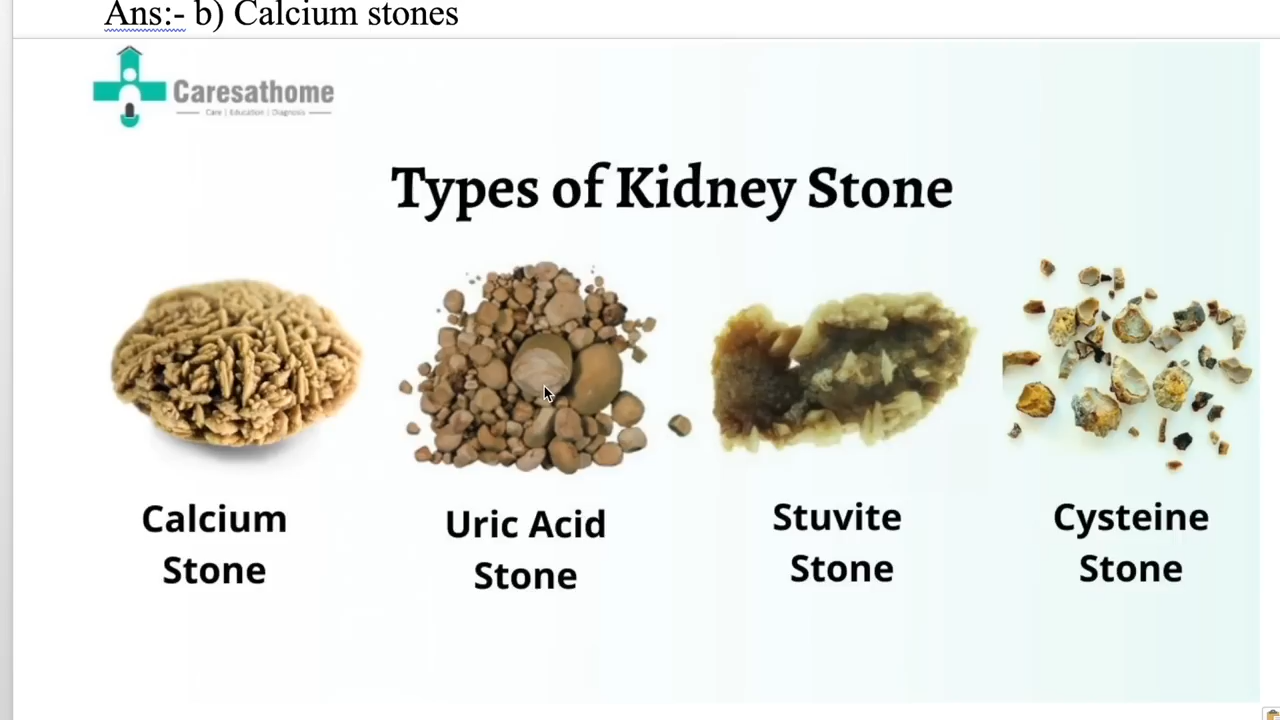 Ans:- b) Calcium stones
Caresathome
Care | Education | Diagnosis
Types of Kidney Stone
Calcium
Stone
Uric Acid
Stone
Stuvite
Stone
Cysteine
Stone